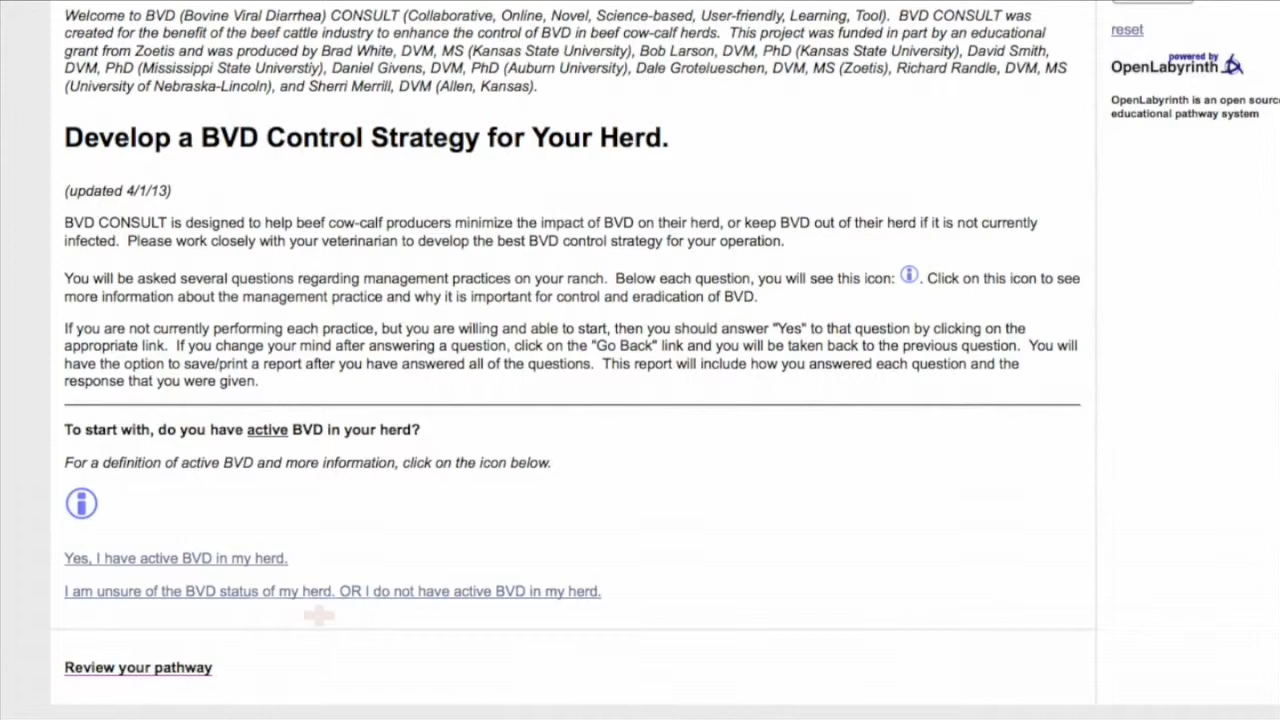 Welcome to BVD (Bovine Viral Diarrhea) CONSULT (Collaborative, Online, Novel, Science-based, User-friendly, Learning, Tool).  BVD CONSULT was
created for the benefit of the beef cattle industry to enhance the control of BVD in beef cow-calf herds.  This project was funded in part by an educational
grant from Zoetis and was produced by Brad White, DVM, MS (Kansas State University), Bob Larson, DVM, PhD (Kansas State University), David Smith,
DVM, PhD (Mississippi State Universtiy), Daniel Givens, DVM, PhD (Auburn University), Dale Grotelueschen, DVM, MS (Zoetis), Richard Randle, DVM, MS
(University of Nebraska-Lincoln), and Sherri Merrill, DVM (Allen, Kansas).
Develop a BVD Control Strategy for Your Herd.
(updated 4/1/13)
BVD CONSULT is designed to help beef cow-calf producers minimize the impact of BVD on their herd, or keep BVD out of their herd if it is not currently
infected.  Please work closely with your veterinarian to develop the best BVD control strategy for your operation.
You will be asked several questions regarding management practices on your ranch.  Below each question, you will see this icon: . Click on this icon to see
more information about the management practice and why it is important for control and eradication of BVD.
If you are not currently performing each practice, but you are willing and able to start, then you should answer "Yes" to that question by clicking on the
appropriate link.  If you change your mind after answering a question, click on the "Go Back" link and you will be taken back to the previous question.  You will
have the option to save/print a report after you have answered all of the questions.  This report will include how you answered each question and the
response that you were given.
To start with, do you have active BVD in your herd?
For a definition of active BVD and more information, click on the icon below.
Yes, I have active BVD in my herd.
I am unsure of the BVD status of my herd. OR I do not have active BVD in my herd.
Review your pathway
reset
powered by
OpenLabyrinth
OpenLabyrinth is an open source
educational pathway system